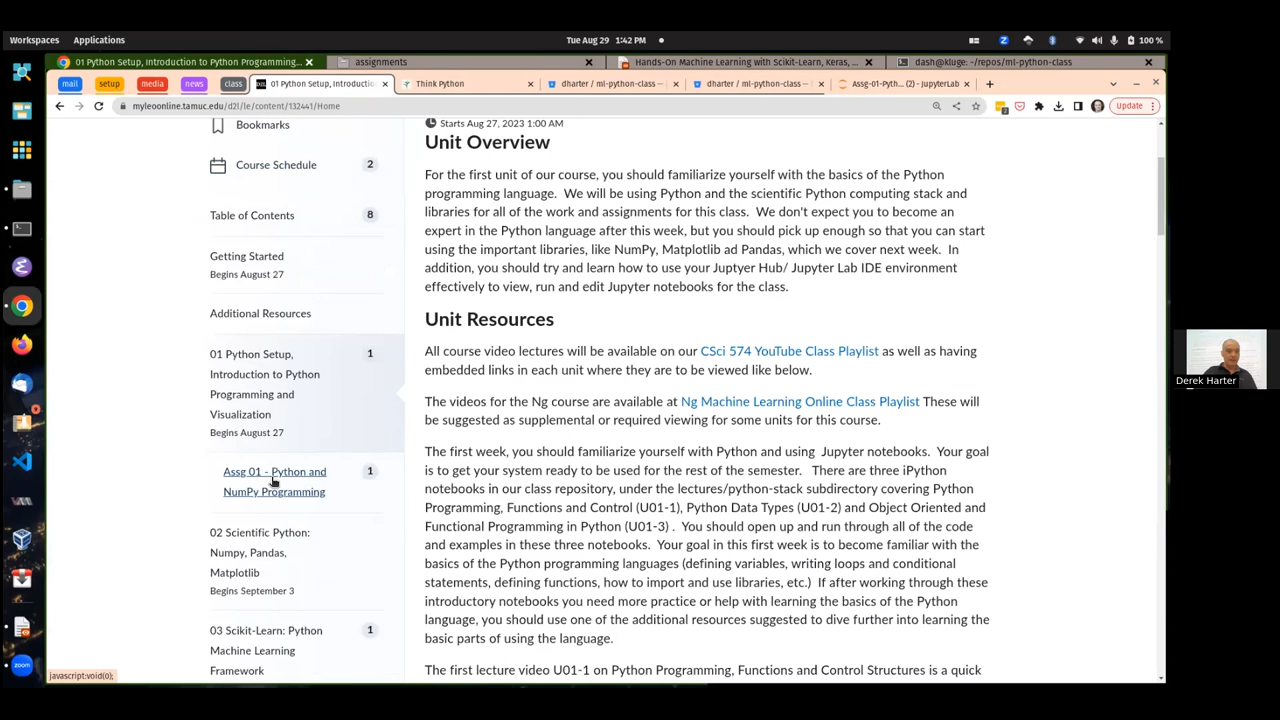 Workspaces Applications Tue Aug 29 1:42 PM 100 %
01 Python Setup, Introduction to Python Programming... assignments Hands-On Machine Learning with Scikit-Learn, Keras, ... dash@kluge: ~/repos/ml-python-class
mail setup media news class 01 Python Setup, Introductio Think Python dharter / ml-python-class — dharter / ml-python-class — Assg-01-Pyth... (2) - JupyterLab
myleoonline.tamuc.edu/d2l/le/content/132441/Home Update
Bookmarks
Course Schedule 2
Table of Contents 8
Getting Started
Begins August 27
Additional Resources
01 Python Setup, 1
Introduction to Python
Programming and
Visualization
Begins August 27
Assg 01 - Python and 1
NumPy Programming
02 Scientific Python:
Numpy, Pandas,
Matplotlib
Begins September 3
03 Scikit-Learn: Python 1
Machine Learning
Framework
javascript:void(0);
Starts Aug 27, 2023 1:00 AM
Unit Overview
For the first unit of our course, you should familiarize yourself with the basics of the Python
programming language. We will be using Python and the scientific Python computing stack and
libraries for all of the work and assignments for this class. We don't expect you to become an
expert in the Python language after this week, but you should pick up enough so that you can start
using the important libraries, like NumPy, Matplotlib ad Pandas, which we cover next week. In
addition, you should try and learn how to use your Juptyer Hub/ Jupyter Lab IDE environment
effectively to view, run and edit Jupyter notebooks for the class.
Unit Resources
All course video lectures will be available on our CSci 574 YouTube Class Playlist as well as having
embedded links in each unit where they are to be viewed like below.
The videos for the Ng course are available at Ng Machine Learning Online Class Playlist These will
be suggested as supplemental or required viewing for some units for this course.
The first week, you should familiarize yourself with Python and using Jupyter notebooks. Your goal
is to get your system ready to be used for the rest of the semester. There are three iPython
notebooks in our class repository, under the lectures/python-stack subdirectory covering Python
Programming, Functions and Control (U01-1), Python Data Types (U01-2) and Object Oriented and
Functional Programming in Python (U01-3) . You should open up and run through all of the code
and examples in these three notebooks. Your goal in this first week is to become familiar with the
basics of the Python programming languages (defining variables, writing loops and conditional
statements, defining functions, how to import and use libraries, etc.) If after working through these
introductory notebooks you need more practice or help with learning the basics of the Python
language, you should use one of the additional resources suggested to dive further into learning the
basic parts of using the language.
The first lecture video U01-1 on Python Programming, Functions and Control Structures is a quick
Derek Harter